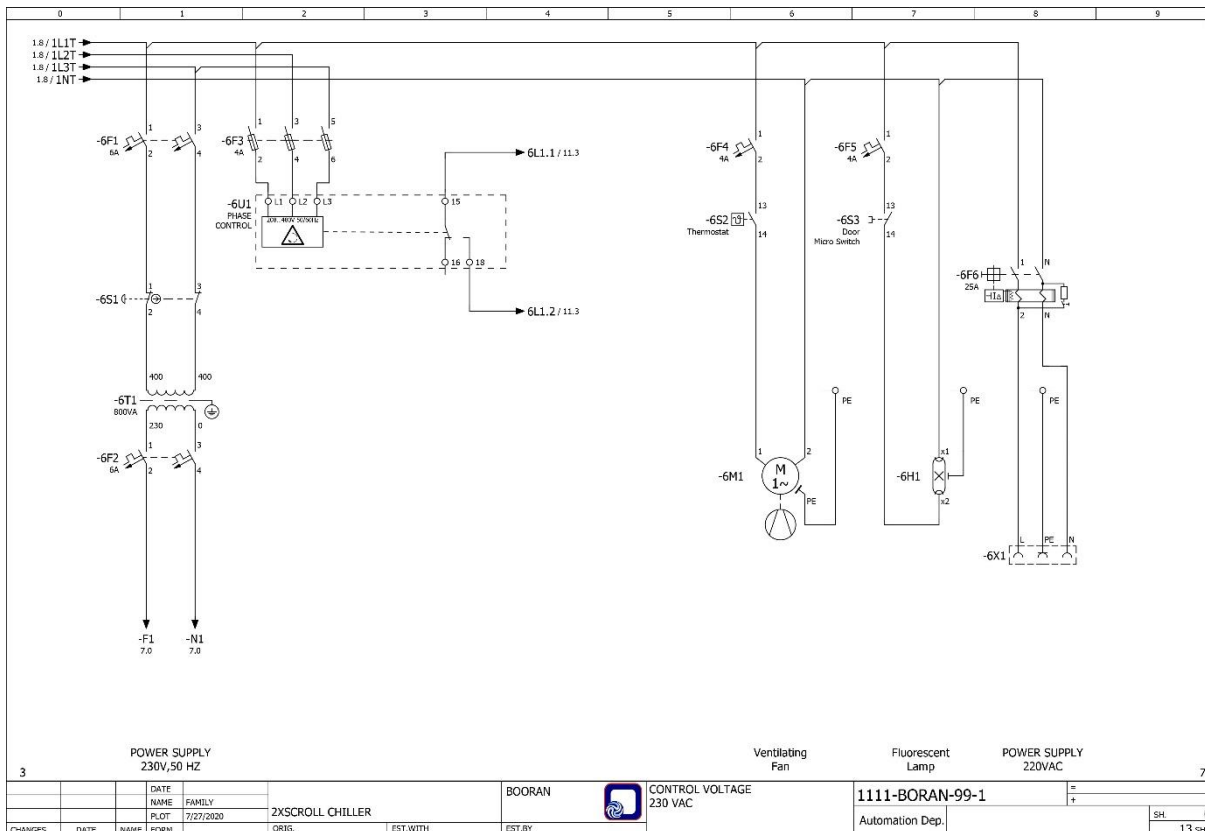 0 1 2 3 4 5 6 7 8 9
1.8 / 1L1T
1.8 / 1L2T
1.8 / 1L3T
1.8 / 1NT
-6F1
6A
1
2
3
4
-6F3
4A
1
2
3
4
5
6
-6U1
PHASE
CONTROL
L1
L2
L3
200.. 480V 50/60Hz
15
16
18
6L1.1 / 11.3
6L1.2 / 11.3
-6S1
1
2
3
4
400
400
-6T1
800VA
230
0
-6F2
6A
1
2
3
4
-F1
7.0
-N1
7.0
-6F4
4A
1
2
-6S2
Thermostat
13
14
-6M1
1
2
M
1~
PE
PE
-6F5
4A
1
2
-6S3
Door
Micro Switch
13
14
-6H1
x1
x2
PE
-6F6
25A
1
N
2
N
PE
-6X1
L
PE
N
POWER SUPPLY
230V,50 HZ
Ventilating
Fan
Fluorescent
Lamp
POWER SUPPLY
220VAC
3
7
DATE
NAME FAMILY
PLOT 7/27/2020
CHANGES DATE NAME FORM
2XSCROLL CHILLER
ORIG. EST.WITH EST.BY
BOORAN
CONTROL VOLTAGE
230 VAC
1111-BORAN-99-1
Automation Dep.
=
+
SH.
13 SH